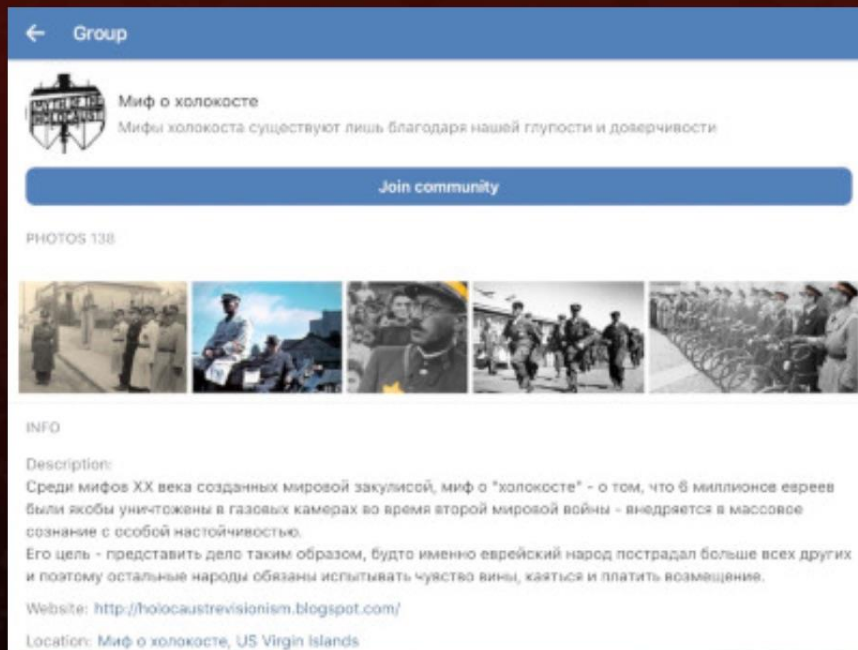 Group
MYTH OF THE
HOLOCAUST
Миф о холокосте
Мифы холокоста существуют лишь благодаря нашей глупости и доверчивости
Join community
PHOTOS 138
INFO
Description:
Среди мифов XX века созданных мировой закулисой, миф о "холокосте" - о том, что 6 миллионов евреев
были якобы уничтожены в газовых камерах во время второй мировой войны - внедряется в массовое
сознание с особой настойчивостью.
Его цель - представить дело таким образом, будто именно еврейский народ пострадал больше всех других
и поэтому остальные народы обязаны испытывать чувство вины, каяться и платить возмещение.
Website: http://holocaustrevisionism.blogspot.com/
Location: Миф о холокосте, US Virgin Islands